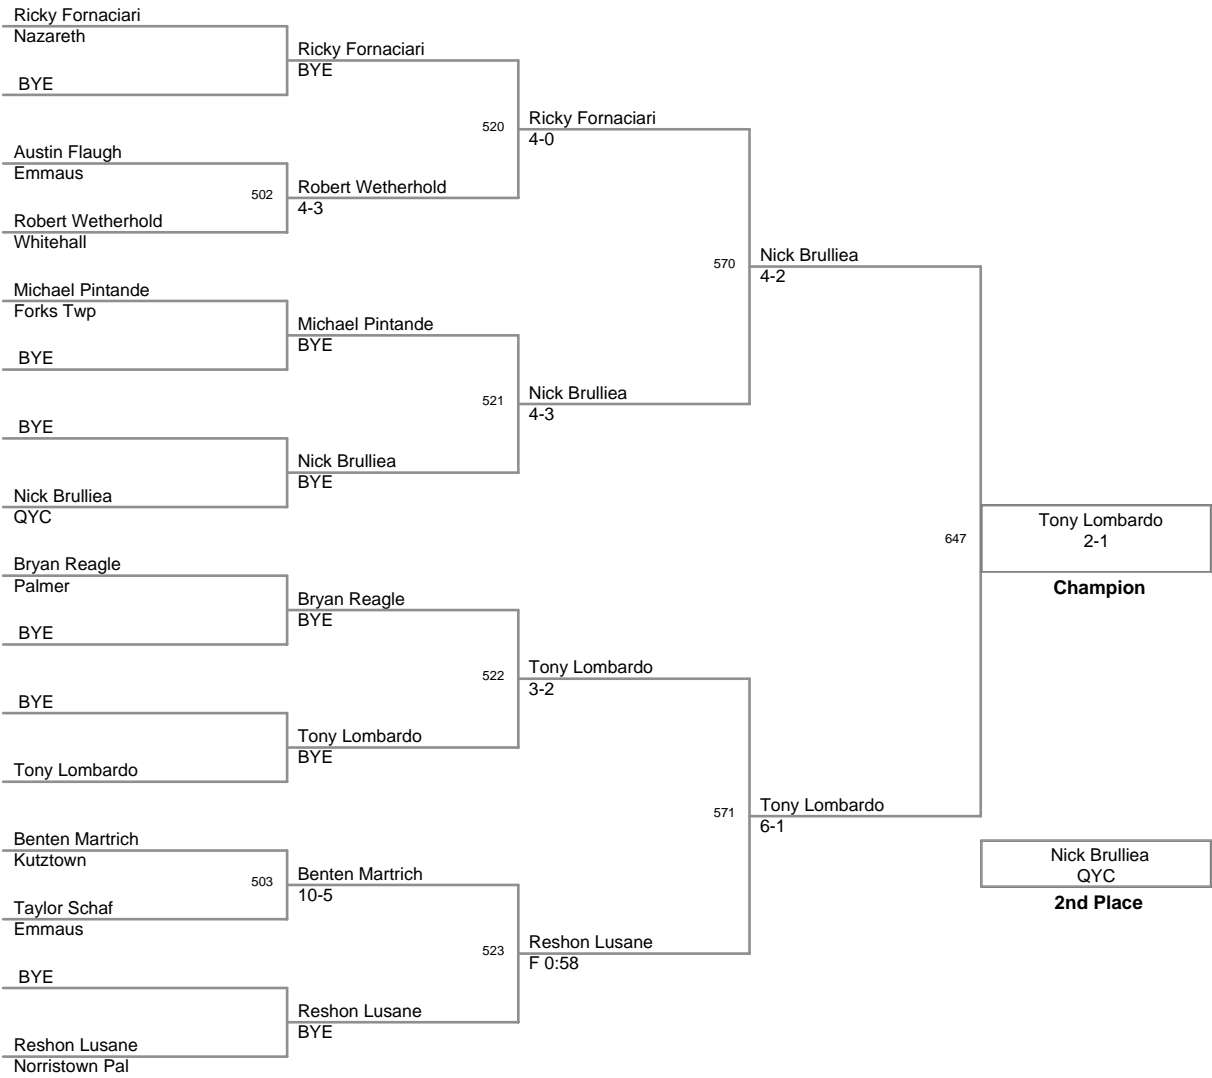 Ricky Fornaciari
Nazareth
BYE
Ricky Fornaciari
BYE
Austin Flaugh
Emmaus
502
Robert Wetherhold
Whitehall
Robert Wetherhold
4-3
520
Ricky Fornaciari
4-0
Michael Pintande
Forks Twp
BYE
Michael Pintande
BYE
BYE
Nick Brulliea
QYC
Nick Brulliea
BYE
521
Nick Brulliea
4-3
570
Nick Brulliea
4-2
Bryan Reagle
Palmer
BYE
Bryan Reagle
BYE
BYE
Tony Lombardo
Tony Lombardo
BYE
522
Tony Lombardo
3-2
Benten Martrich
Kutztown
503
Taylor Schaf
Emmaus
Benten Martrich
10-5
BYE
Reshon Lusane
Norristown Pal
Reshon Lusane
BYE
523
Reshon Lusane
F 0:58
571
Tony Lombardo
6-1
647
Tony Lombardo
2-1
Champion
Nick Brulliea
QYC
2nd Place